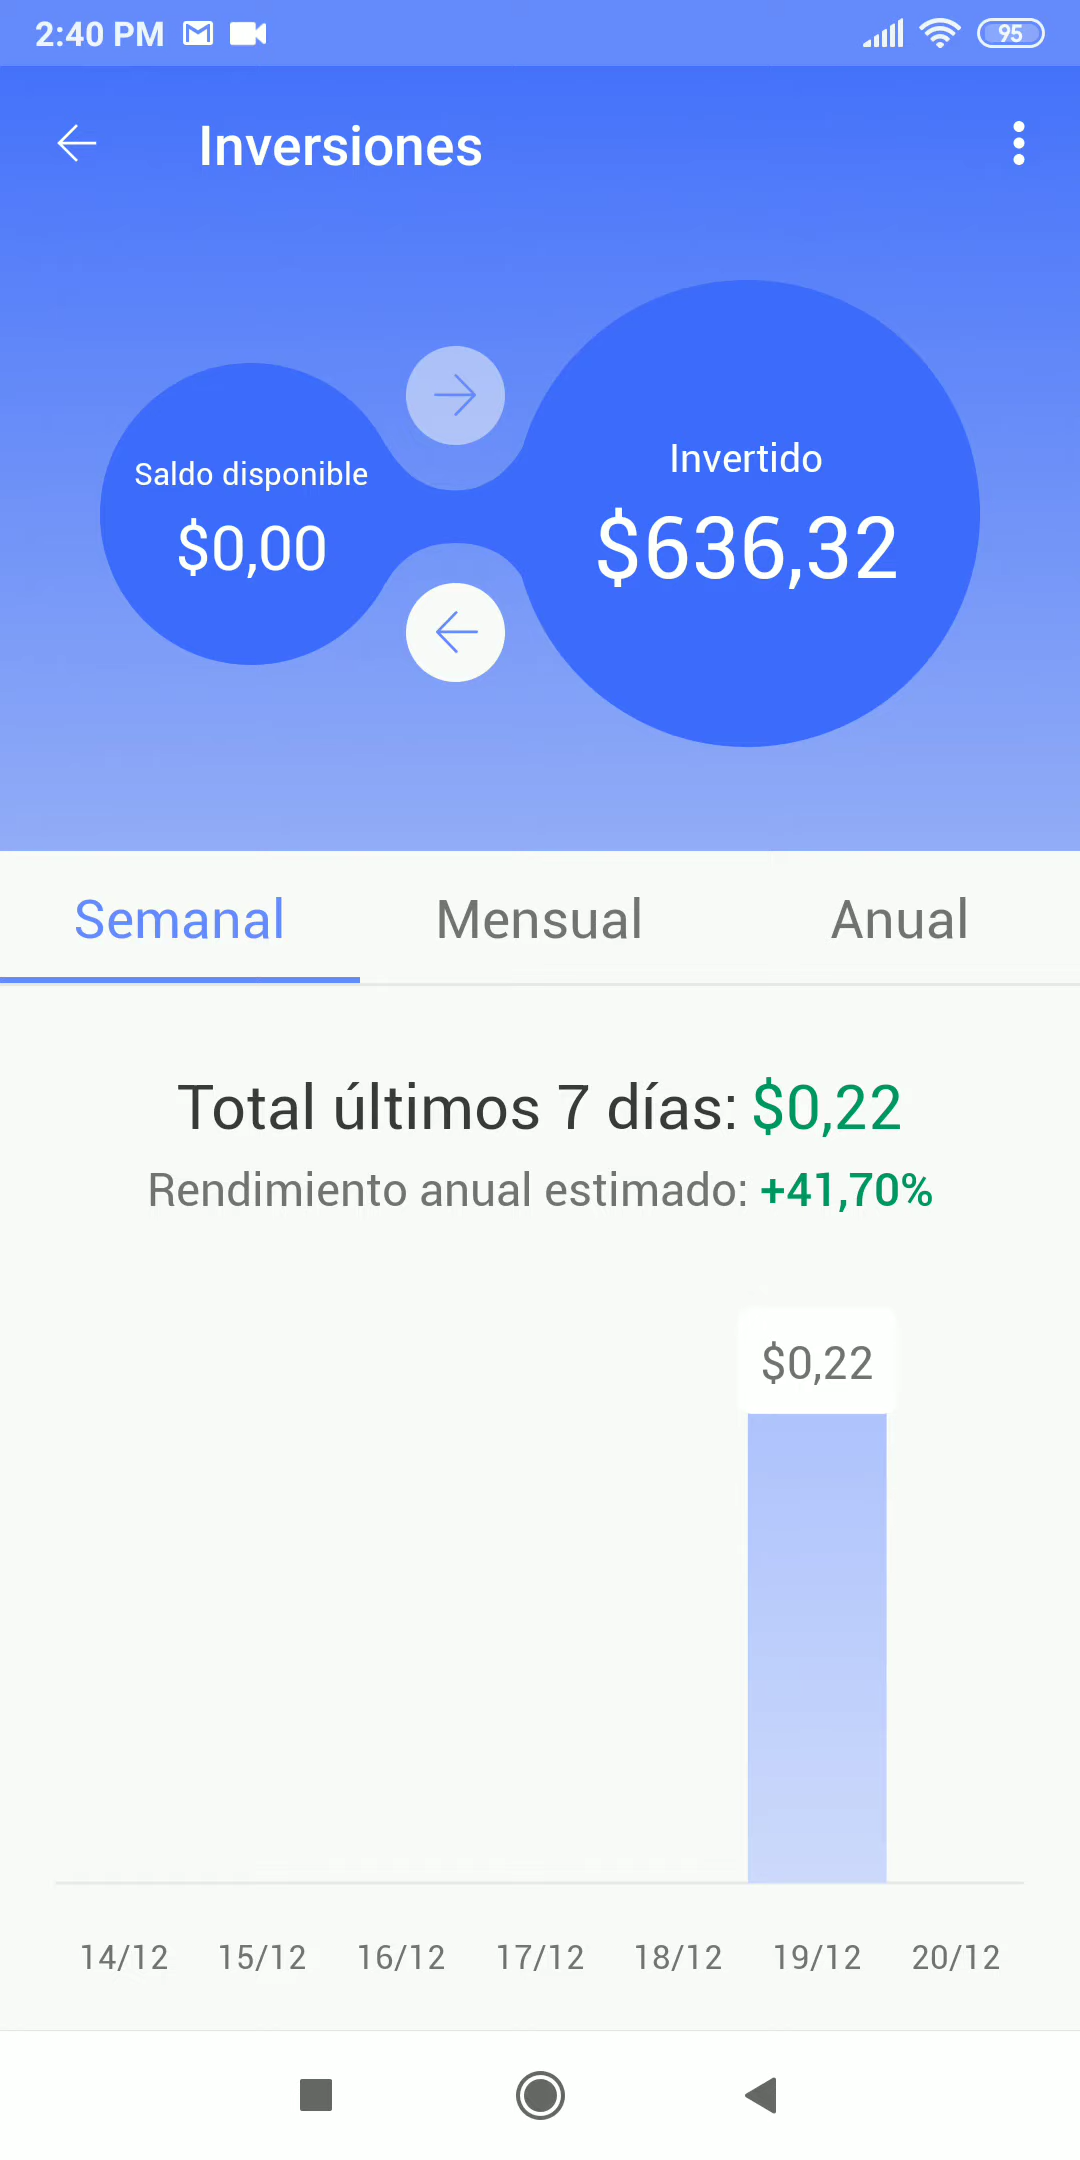 2:40 PM
95
Inversiones
Saldo disponible
$0,00
Invertido
$636,32
Semanal
Mensual
Anual
Total últimos 7 días: $0,22
Rendimiento anual estimado: +41,70%
$0,22
14/12
15/12
16/12
17/12
18/12
19/12
20/12